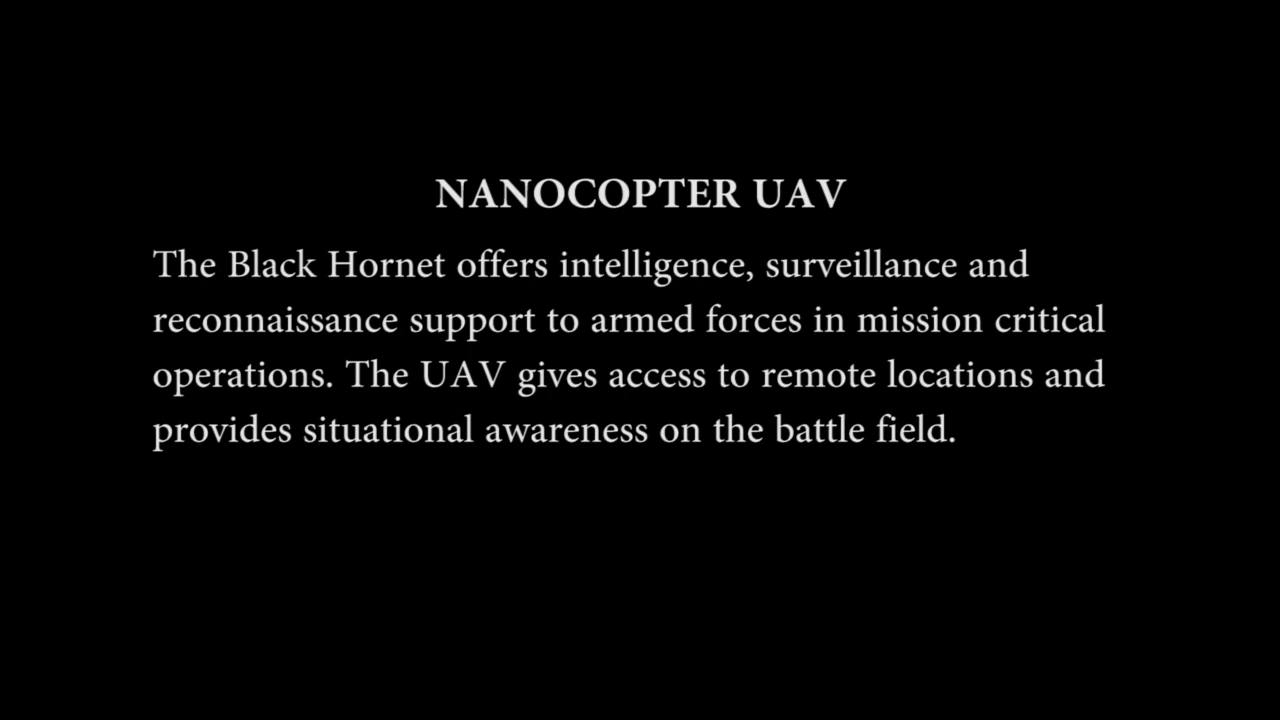 NANOCOPTER UAV
The Black Hornet offers intelligence, surveillance and
reconnaissance support to armed forces in mission critical
operations. The UAV gives access to remote locations and
provides situational awareness on the battle field.